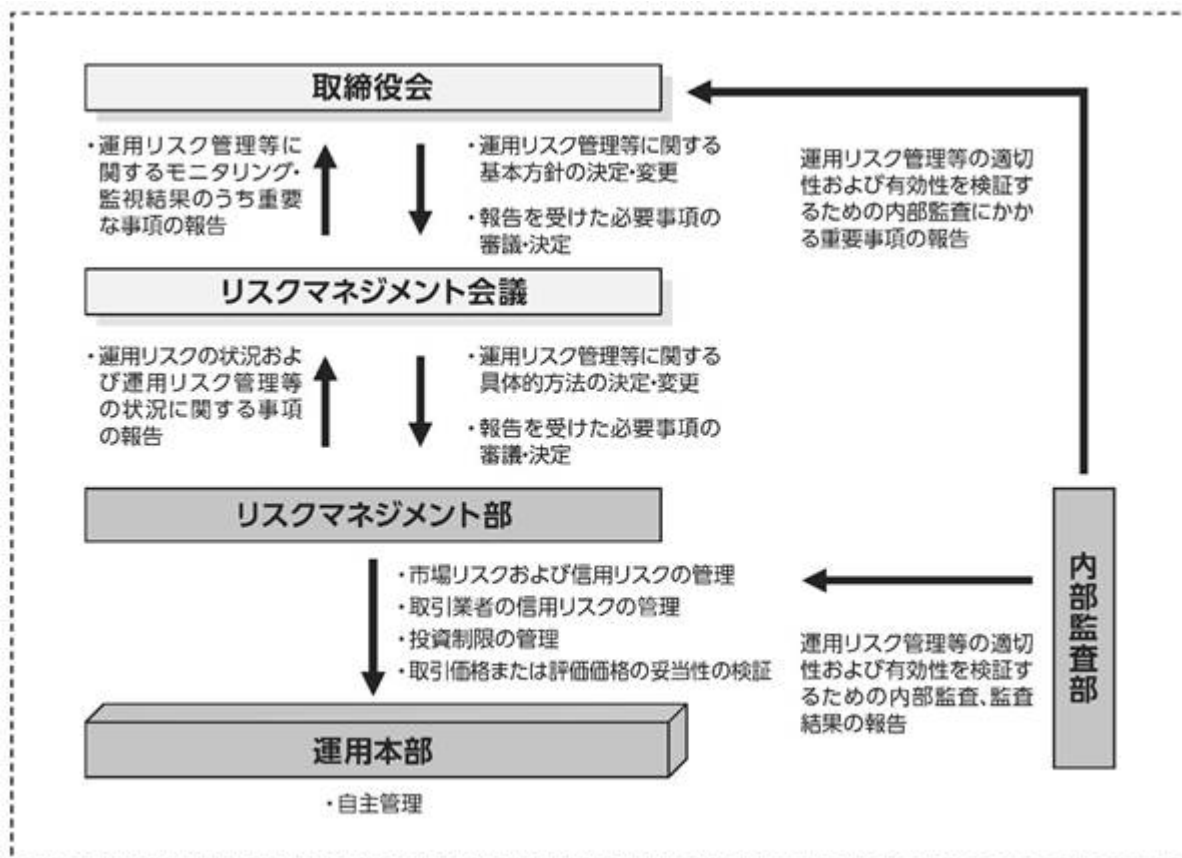 取締役会
・運用リスク管理等に
関するモニタリング・
監視結果のうち重要
な事項の報告
・運用リスク管理等に関する
基本方針の決定・変更
・報告を受けた必要事項の
審議・決定
運用リスク管理等の適切
性および有効性を検証す
るための内部監査にかか
る重要事項の報告
リスクマネジメント会議
・運用リスクの状況およ
び運用リスク管理等
の状況に関する事項
の報告
・運用リスク管理等に関する
具体的方法の決定・変更
・報告を受けた必要事項の
審議・決定
リスクマネジメント部
・市場リスクおよび信用リスクの管理
・取引業者の信用リスクの管理
・投資制限の管理
・取引価格または評価価格の妥当性の検証
内部監査部
運用リスク管理等の適切
性および有効性を検証す
るための内部監査、監査
結果の報告
運用本部
・自主管理